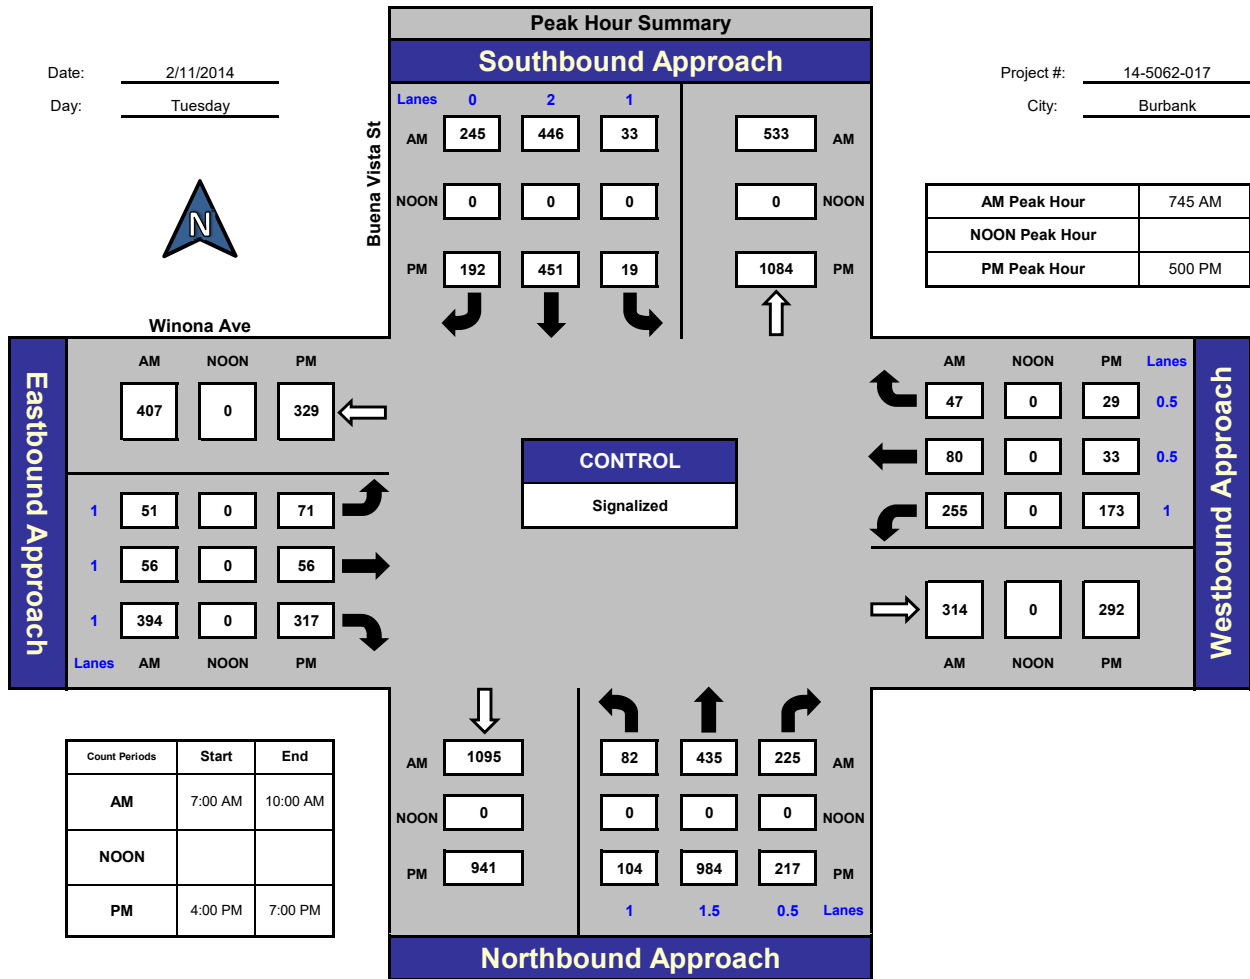 Peak Hour Summary
Southbound Approach
Date: 2/11/2014
Day: Tuesday
Project #: 14-5062-017
City: Burbank
N
Buena Vista St
Lanes 0 2 1
AM 245 446 33 533 AM
NOON 0 0 0 0 NOON
PM 192 451 19 1084 PM
AM Peak Hour 745 AM
NOON Peak Hour
PM Peak Hour 500 PM
Winona Ave
Eastbound Approach
AM NOON PM
407 0 329
1 51 0 71
1 56 0 56
1 394 0 317
Lanes AM NOON PM
CONTROL
Signalized
AM NOON PM Lanes
47 0 29 0.5
80 0 33 0.5
255 0 173 1
314 0 292
AM NOON PM
Westbound Approach
Count Periods Start End
AM 7:00 AM 10:00 AM
NOON
PM 4:00 PM 7:00 PM
AM 1095 82 435 225 AM
NOON 0 0 0 0 NOON
PM 941 104 984 217 PM
1 1.5 0.5 Lanes
Northbound Approach